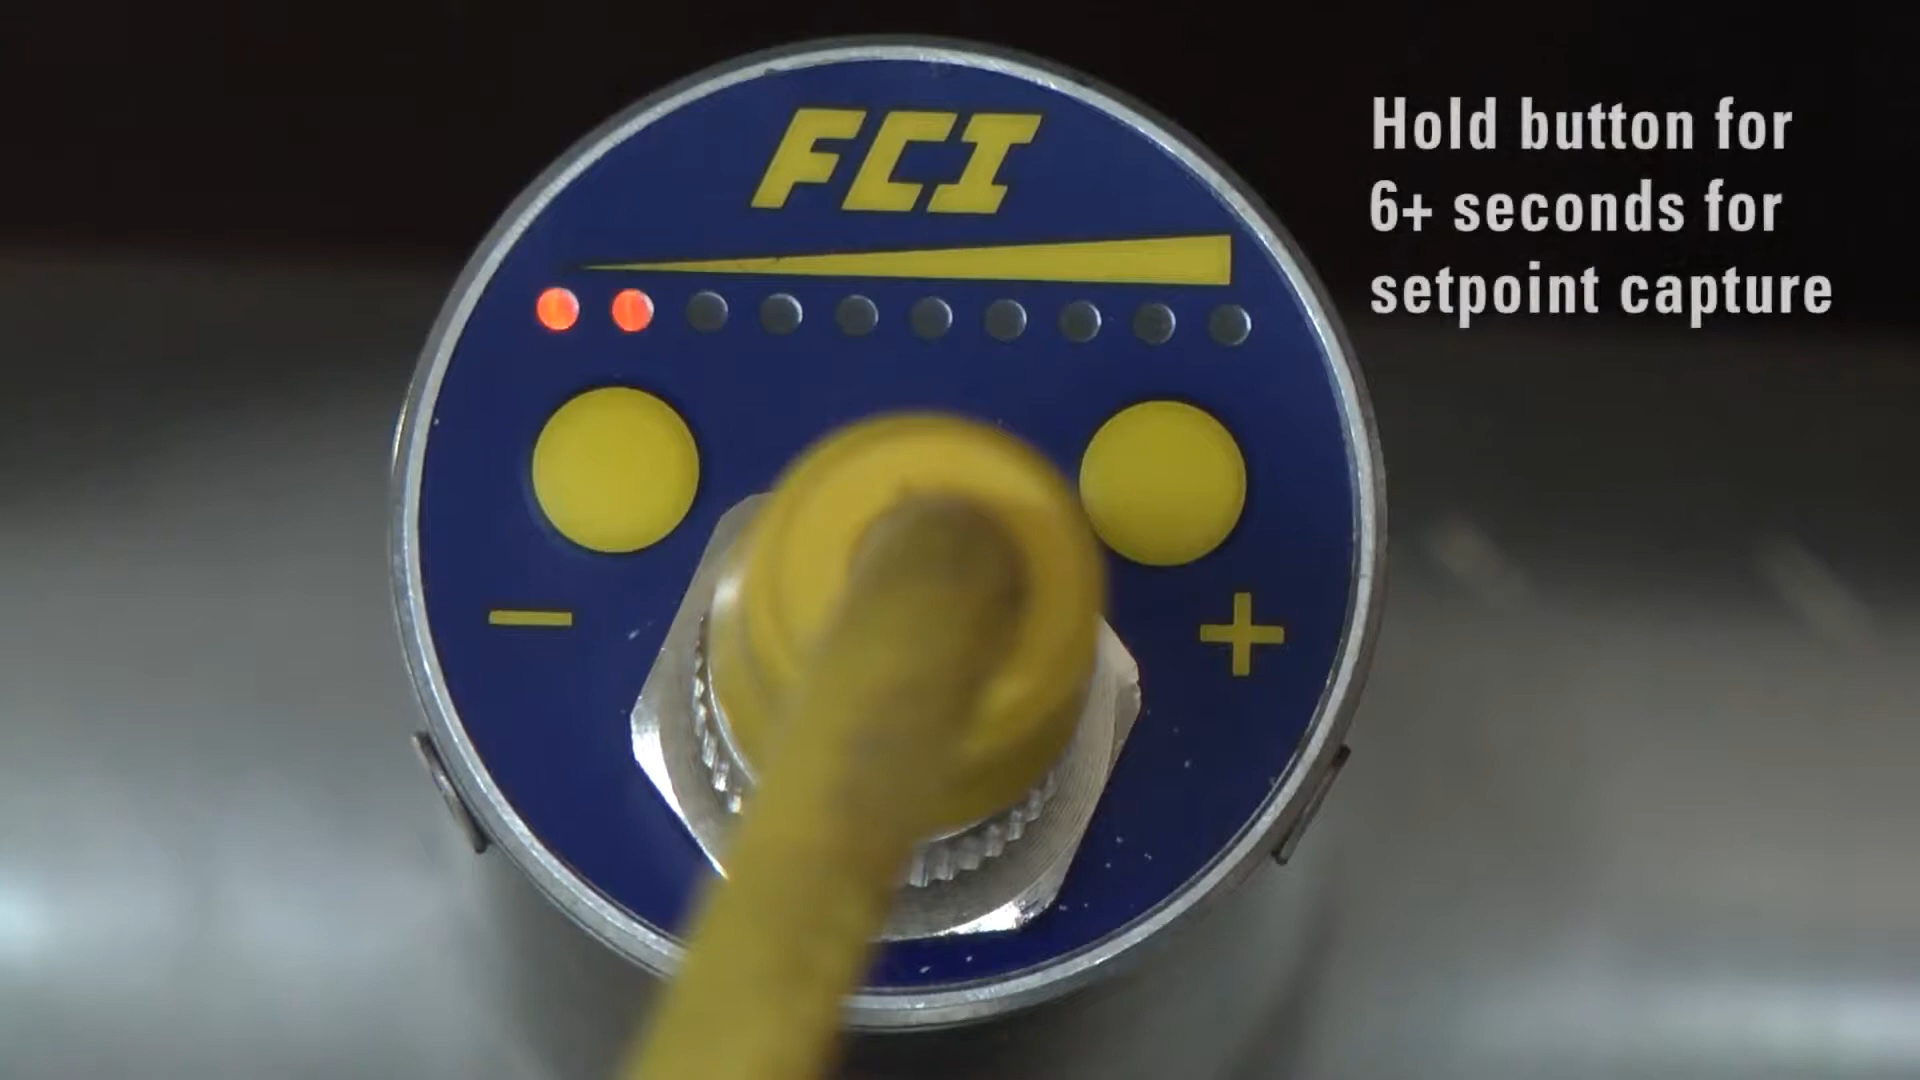 FCI
Hold button for
6+ seconds for
setpoint capture
−
+